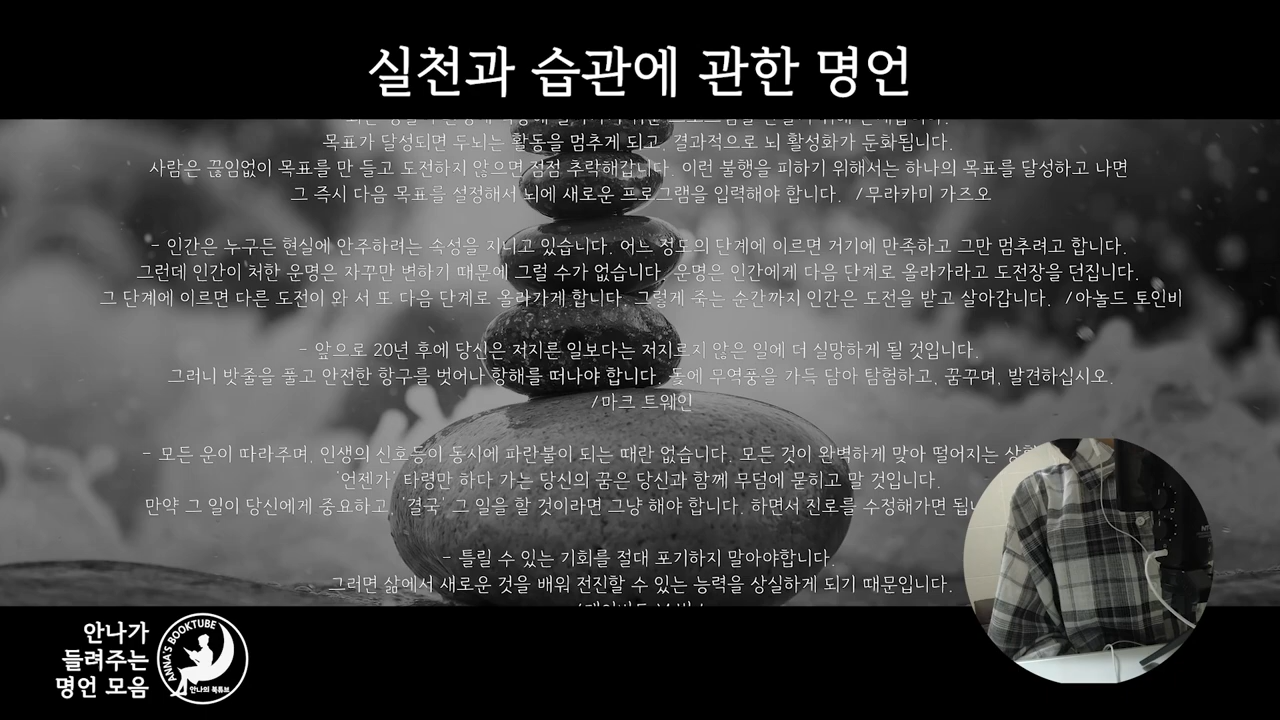 실천과 습관에 관한 명언
목표가 달성되면 두뇌는 활동을 멈추게 되고, 결과적으로 뇌 활성화가 둔화됩니다.
사람은 끊임없이 목표를 만 들고 도전하지 않으면 점점 추락해갑니다. 이런 불행을 피하기 위해서는 하나의 목표를 달성하고 나면
그 즉시 다음 목표를 설정해서 뇌에 새로운 프로그램을 입력해야 합니다. /무라카미 가즈오
- 인간은 누구든 현실에 안주하려는 속성을 지니고 있습니다. 어느 정도의 단계에 이르면 거기에 만족하고 그만 멈추려고 합니다.
그런데 인간이 처한 운명은 자꾸만 변하기 때문에 그럴 수가 없습니다. 운명은 인간에게 다음 단계로 올라가라고 도전장을 던집니다.
그 단계에 이르면 다른 도전이 와 서 또 다음 단계로 올라가게 합니다. 그렇게 죽는 순간까지 인간은 도전을 받고 살아갑니다. /아놀드 토인비
- 앞으로 20년 후에 당신은 저지른 일보다는 저지르지 않은 일에 더 실망하게 될 것입니다.
그러니 밧줄을 풀고 안전한 항구를 벗어나 항해를 떠나야 합니다. 돛에 무역풍을 가득 담아 탐험하고, 꿈꾸며, 발견하십시오.
/마크 트웨인
- 모든 운이 따라주며, 인생의 신호등이 동시에 파란불이 되는 때란 없습니다. 모든 것이 완벽하게 맞아 떨어지는
'언젠가' 타령만 하다 가는 당신의 꿈은 당신과 함께 무덤에 묻히고 말 것입니다.
만약 그 일이 당신에게 중요하고, '결국' 그 일을 할 것이라면 그냥 해야 합니다. 하면서 진로를 수정해가면
- 틀릴 수 있는 기회를 절대 포기하지 말아야합니다.
그러면 삶에서 새로운 것을 배워 전진할 수 있는 능력을 상실하게 되기 때문입니다.
안나가
들려주는
명언 모음
ANNA'S BOOKTUBE
안나의 북튜브